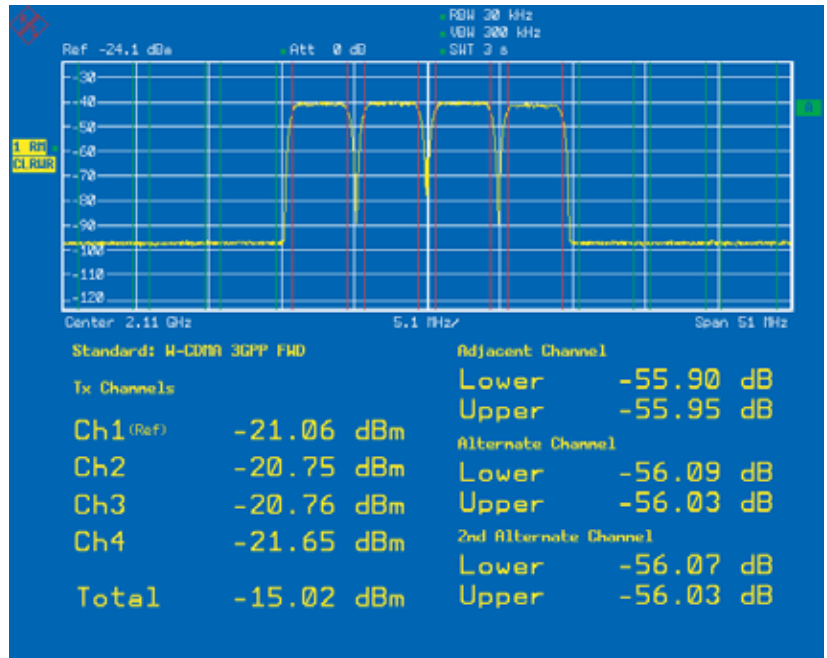 RBW 30 kHz
VBW 300 kHz
Ref -24.1 dBm Att 0 dB SWT 3 s
-30
-40
A
-50
1 RM
-60
CLRWR
-70
-80
-90
-100
-110
-120
Center 2.11 GHz 5.1 MHz/ Span 51 MHz
Standard: W-CDMA 3GPP FWD
Tx Channels
Ch1 (Ref) -21.06 dBm
Ch2 -20.75 dBm
Ch3 -20.76 dBm
Ch4 -21.65 dBm
Total -15.02 dBm
Adjacent Channel
Lower -55.90 dB
Upper -55.95 dB
Alternate Channel
Lower -56.09 dB
Upper -56.03 dB
2nd Alternate Channel
Lower -56.07 dB
Upper -56.03 dB